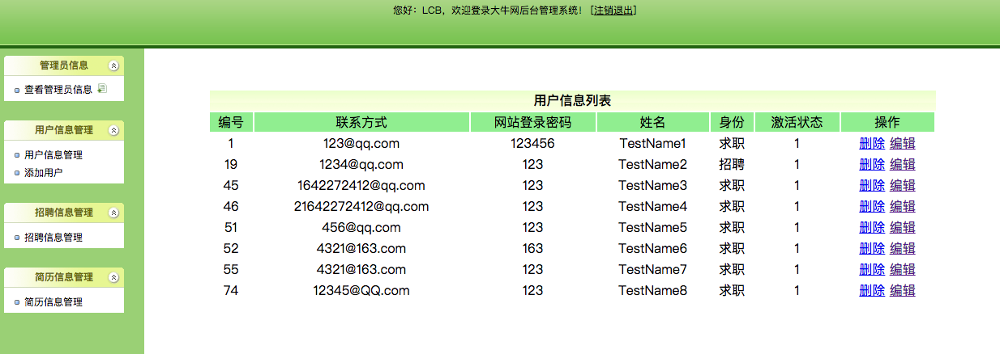 您好：LCB，欢迎登录大牛网后台管理系统！ [注销退出]
管理员信息
查看管理员信息
用户信息管理
用户信息管理
添加用户
招聘信息管理
招聘信息管理
简历信息管理
简历信息管理
用户信息列表
编号 联系方式 网站登录密码 姓名 身份 激活状态 操作
1 123@qq.com 123456 TestName1 求职 1 删除 编辑
19 1234@qq.com 123 TestName2 招聘 1 删除 编辑
45 1642272412@qq.com 123 TestName3 求职 1 删除 编辑
46 21642272412@qq.com 123 TestName4 求职 1 删除 编辑
51 456@qq.com 123 TestName5 求职 1 删除 编辑
52 4321@163.com 163 TestName6 求职 1 删除 编辑
55 4321@163.com 123 TestName7 求职 1 删除 编辑
74 12345@QQ.com 123 TestName8 求职 1 删除 编辑